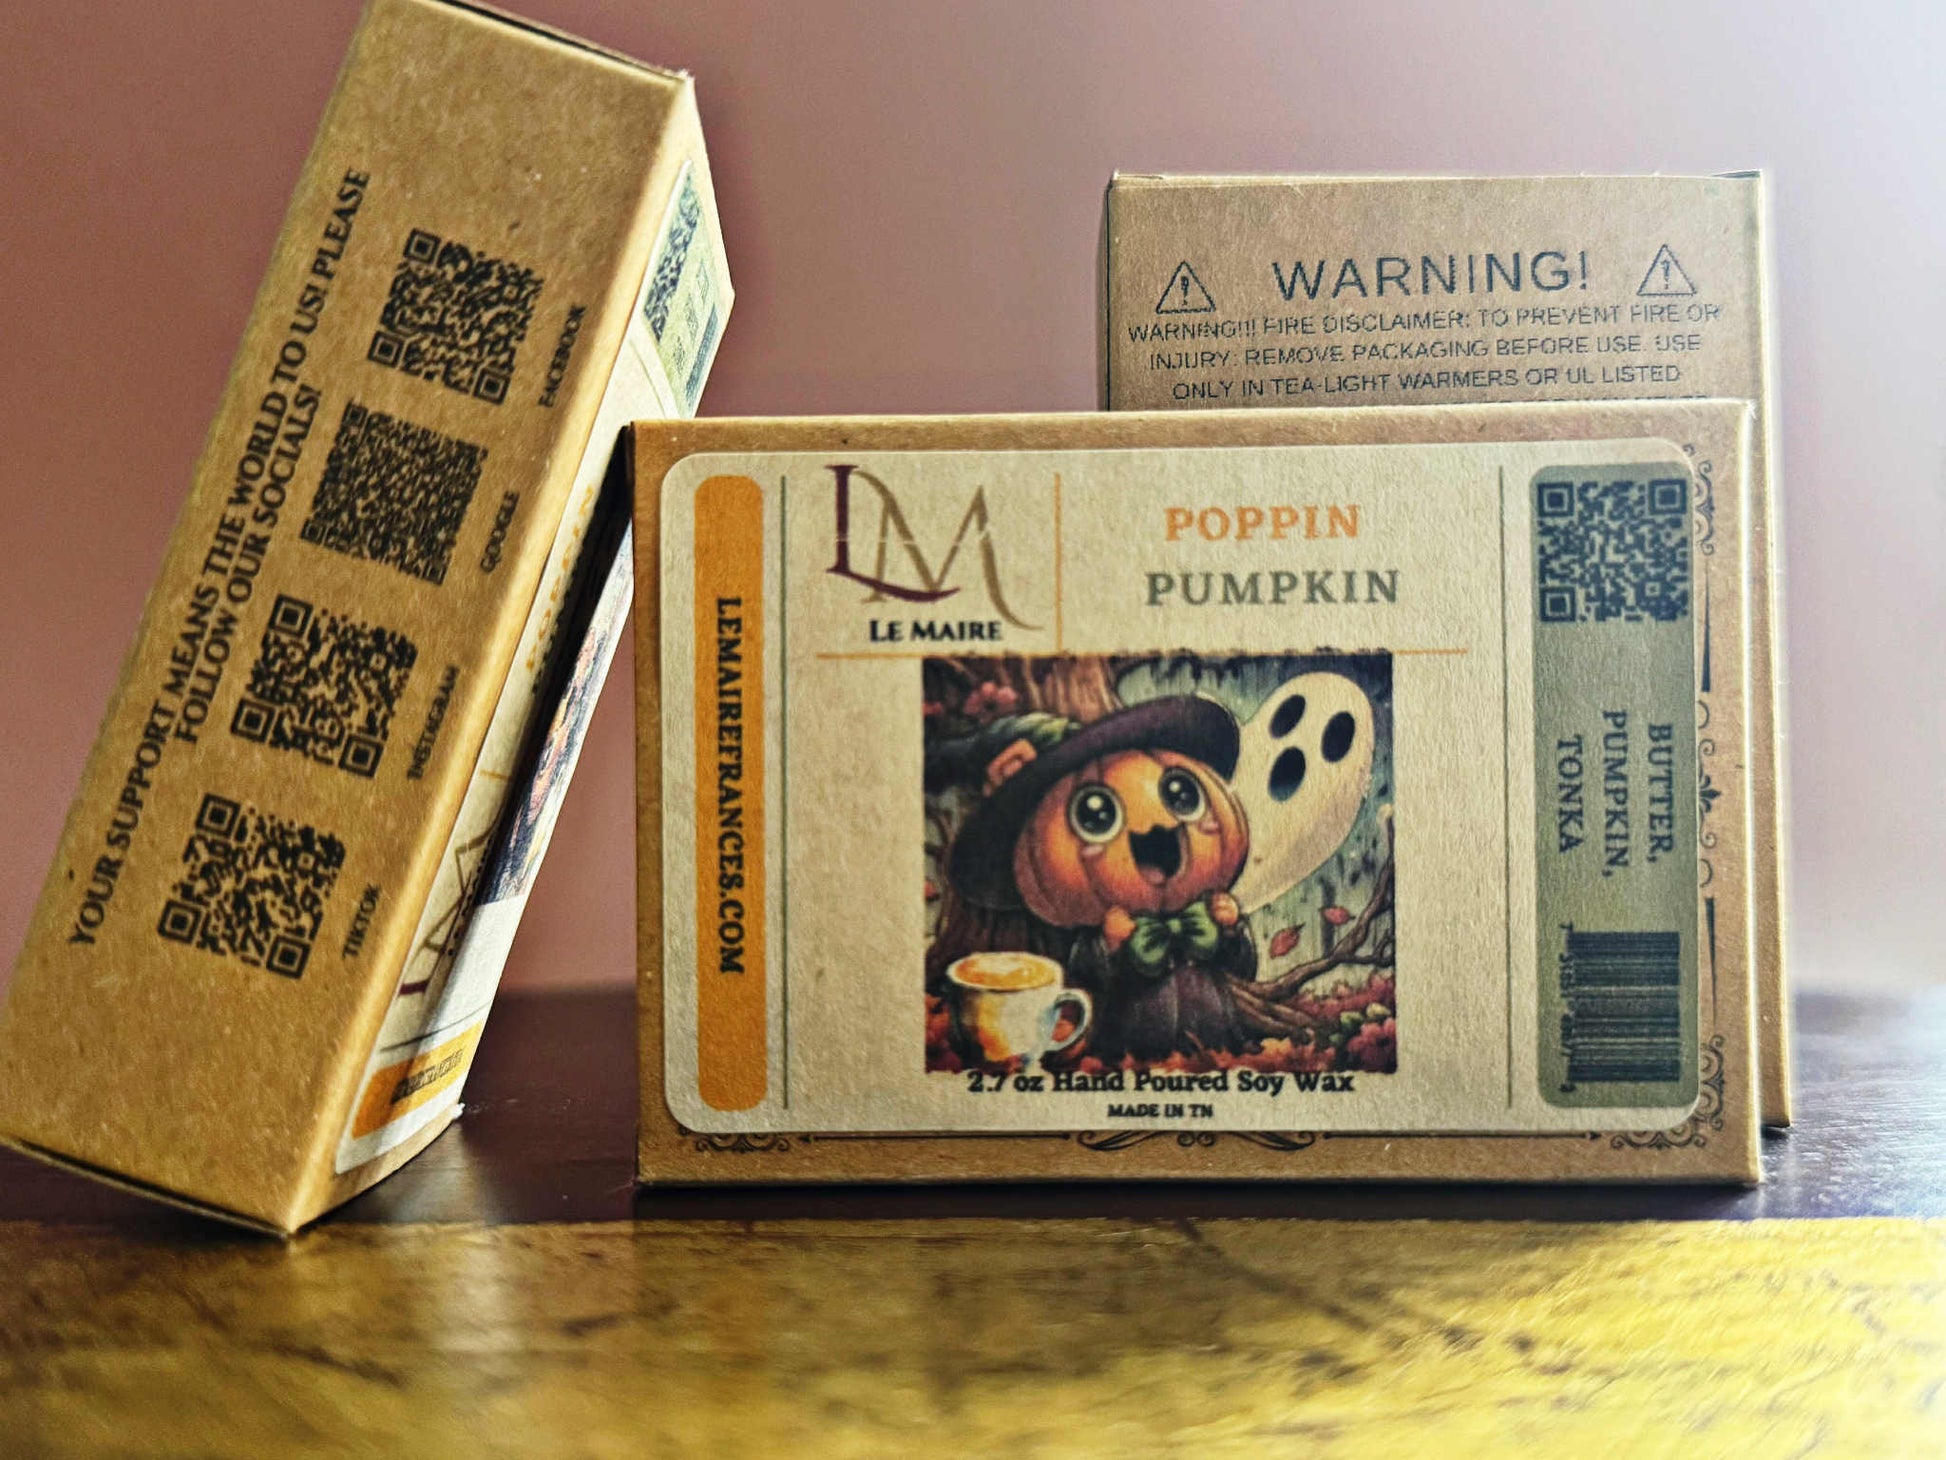 YOUR SUPPORT MEANS THE WORLD TO US! PLEASE
FOLLOW OUR SOCIALS!
FACEBOOK
GOOGLE
INSTAGRAM
TIKTOK
WARNING!
WARNING!!! FIRE DISCLAIMER: TO PREVENT FIRE OR
INJURY: REMOVE PACKAGING BEFORE USE. USE
ONLY IN TEA-LIGHT WARMERS OR UL LISTED
LEMAIREFRANCES.COM
LM
LE MAIRE
POPPIN
PUMPKIN
2.7 oz Hand Poured Soy Wax
MADE IN TN
BUTTER,
PUMPKIN,
TONKA